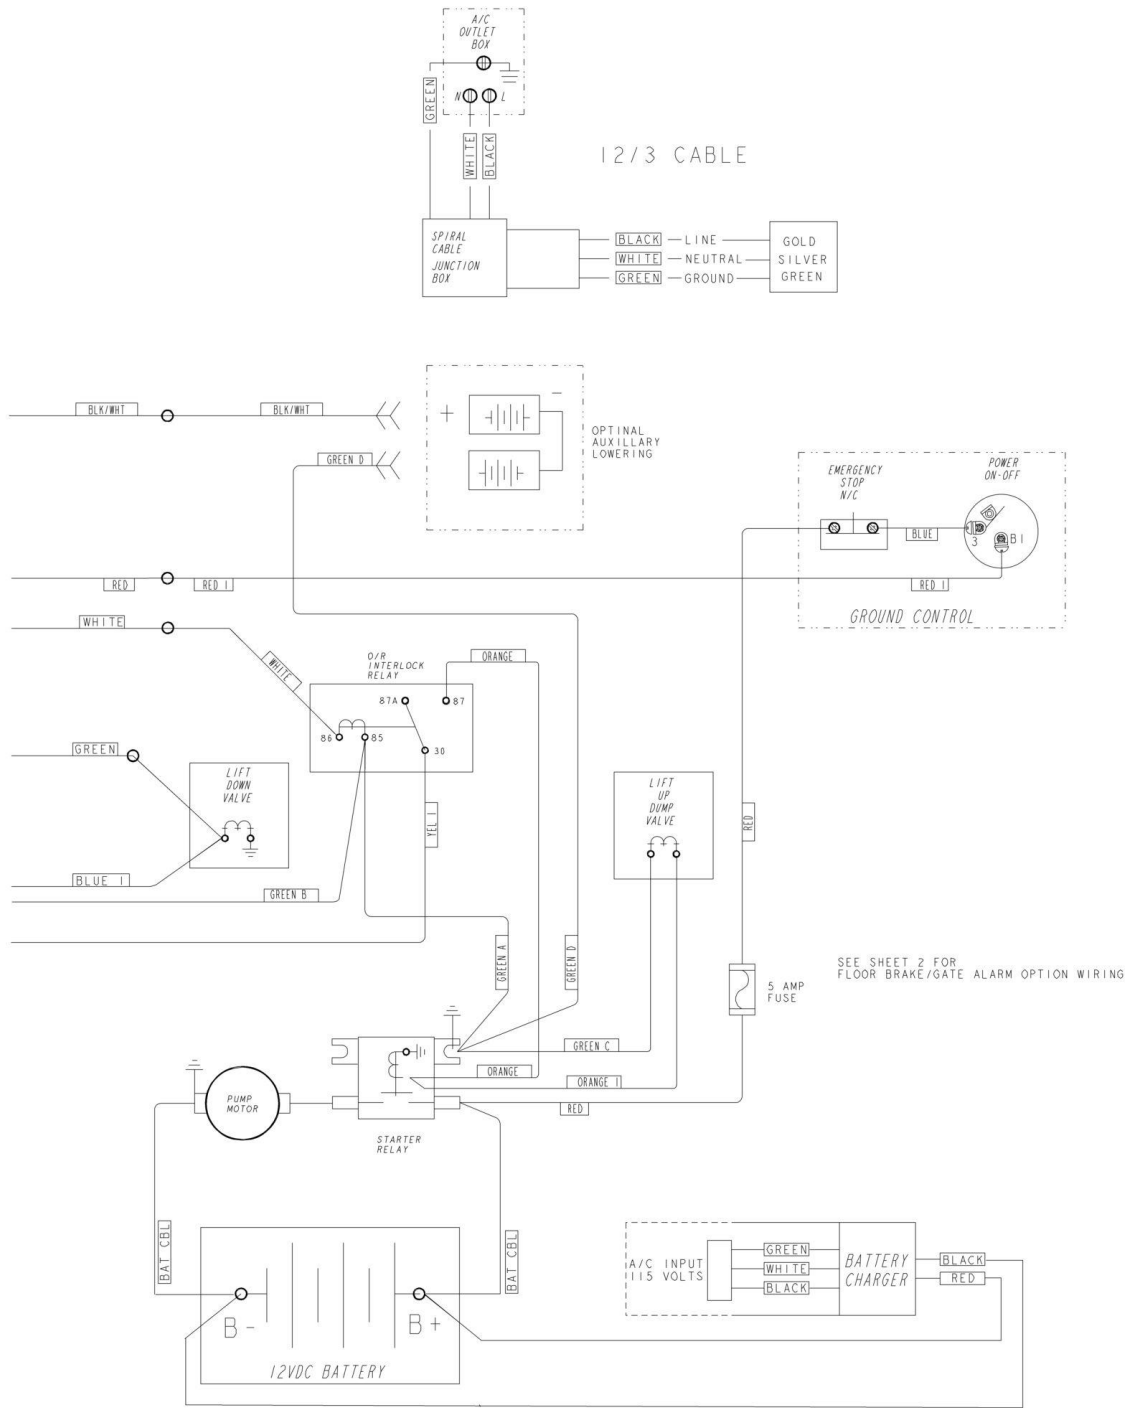 A/C
OUTLET
BOX
N
L
GREEN
WHITE
BLACK
12/3 CABLE
SPIRAL
CABLE
JUNCTION
BOX
BLACK LINE GOLD
WHITE NEUTRAL SILVER
GREEN GROUND GREEN
BLK/WHT
BLK/WHT
GREEN D
+
-
OPTINAL
AUXILLARY
LOWERING
EMERGENCY
STOP
N/C
POWER
ON-OFF
BLUE
3
B1
RED
RED 1
RED 1
GROUND CONTROL
WHITE
WHITE
O/R
INTERLOCK
RELAY
ORANGE
87A
87
86
85
30
GREEN
LIFT
DOWN
VALVE
YEL 1
LIFT
UP
DUMP
VALVE
RED
BLUE 1
GREEN B
GREEN A
GREEN D
SEE SHEET 2 FOR
FLOOR BRAKE/GATE ALARM OPTION WIRING
5 AMP
FUSE
GREEN C
ORANGE
ORANGE 1
RED
PUMP
MOTOR
STARTER
RELAY
BAT CBL
BAT CBL
B-
B+
12VDC BATTERY
A/C INPUT
115 VOLTS
GREEN
WHITE
BLACK
BATTERY
CHARGER
BLACK
RED